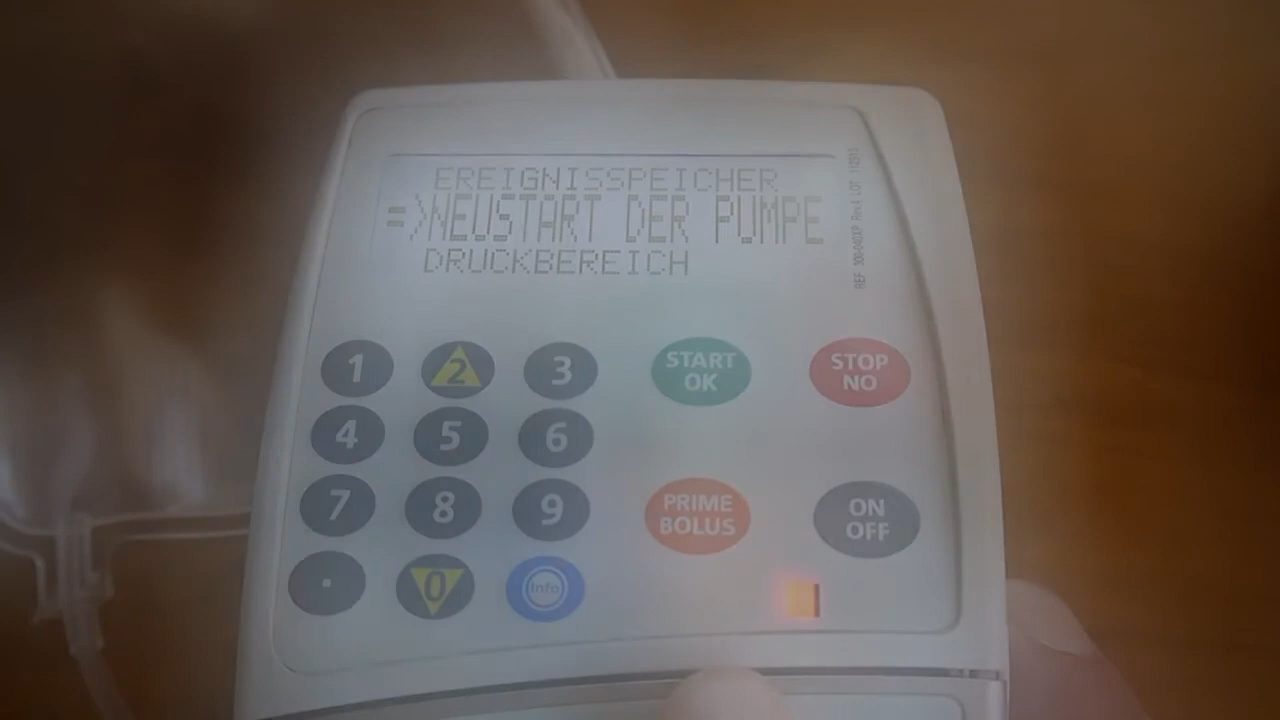 EREIGNISSPEICHER
=>NEUSTART DER PUMPE
DRUCKBEREICH
1 2 3 START OK STOP NO
4 5 6
7 8 9 PRIME BOLUS ON OFF
. 0 Info